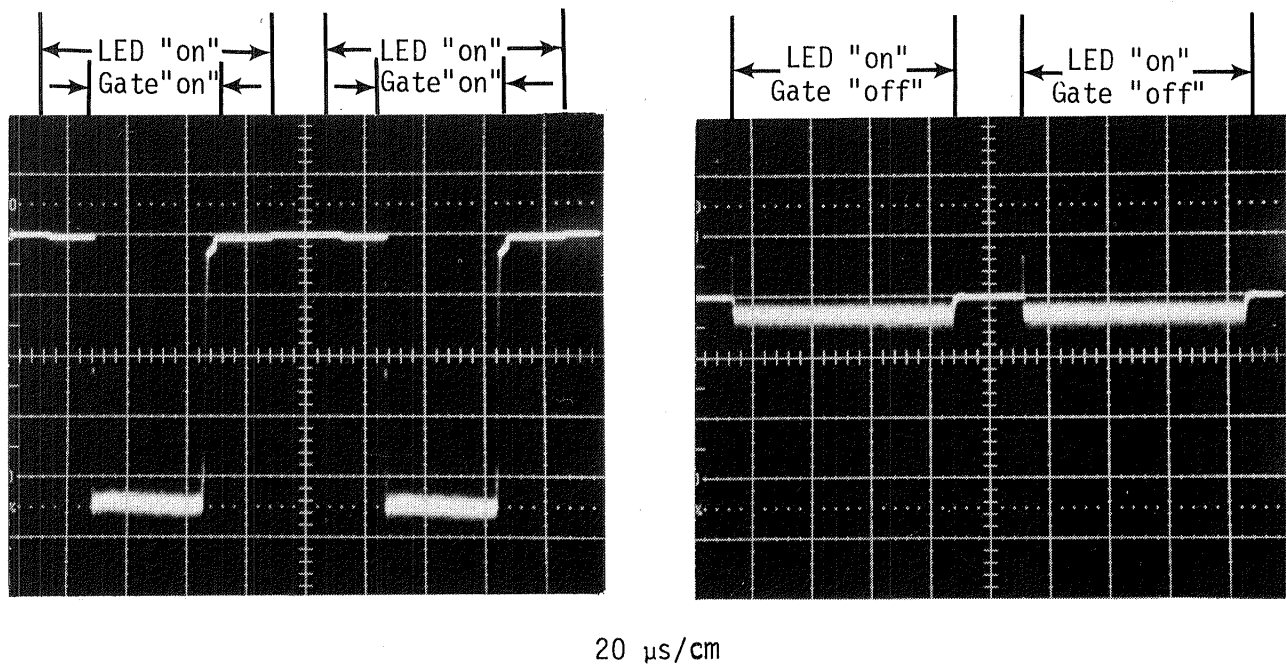 LED "on" LED "on"
Gate"on" Gate"on"
LED "on" LED "on"
Gate "off" Gate "off"
20 μs/cm